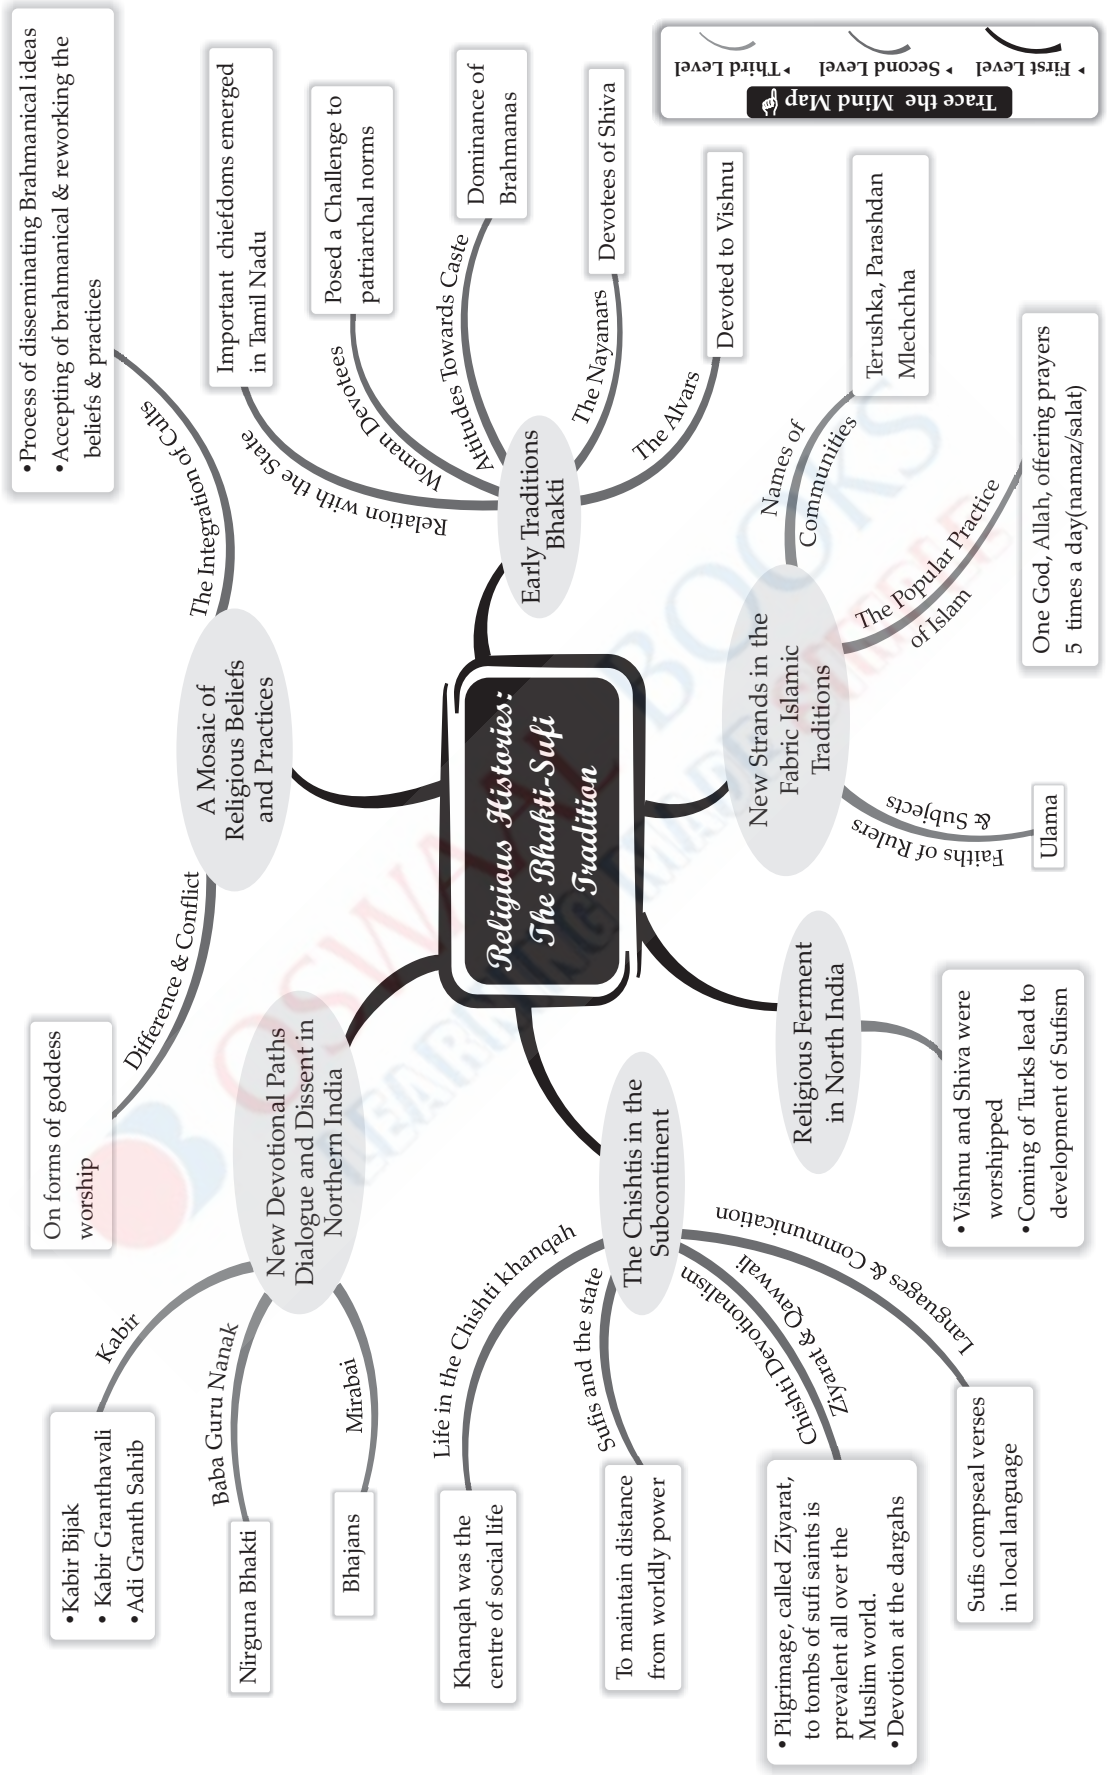 Religious Histories:
The Bhakti-Sufi
Tradition
A Mosaic of
Religious Beliefs
and Practices
The Integration of Cults
•Process of disseminating Brahmanical ideas
•Accepting of brahmanical & reworking the
beliefs & practices
Difference & Conflict
On forms of goddess
worship
Early Traditions
Bhakti
Relation with the State
Important chiefdoms emerged
in Tamil Nadu
Woman Devotees
Posed a Challenge to
patriarchal norms
Attitudes Towards Caste
Dominance of
Brahmanas
The Nayanars
Devotees of Shiva
The Alvars
Devoted to Vishnu
New Strands in the
Fabric Islamic
Traditions
Names of
Communities
Terushka, Parashdan
Mlechchha
The Popular Practice
of Islam
One God, Allah, offering prayers
5 times a day(namaz/salat)
Faiths of Rulers
& Subjects
Ulama
Religious Ferment
in North India
•Vishnu and Shiva were
worshipped
•Coming of Turks lead to
development of Sufism
The Chishtis in the
Subcontinent
Life in the Chishti khanqah
Khanqah was the
centre of social life
Sufis and the state
To maintain distance
from worldly power
Chishti Devotionalism
Ziyarat & Qawwali
•Pilgrimage, called Ziyarat,
to tombs of sufi saints is
prevalent all over the
Muslim world.
•Devotion at the dargahs
Languages & Communication
Sufis compseal verses
in local language
New Devotional Paths
Dialogue and Dissent in
Northern India
Kabir
•Kabir Bijak
•Kabir Granthavali
•Adi Granth Sahib
Baba Guru Nanak
Nirguna Bhakti
Mirabai
Bhajans
Trace the Mind Map
• First Level • Second Level • Third Level
OSWAAL BOOKS
LEARNING MADE SIMPLE